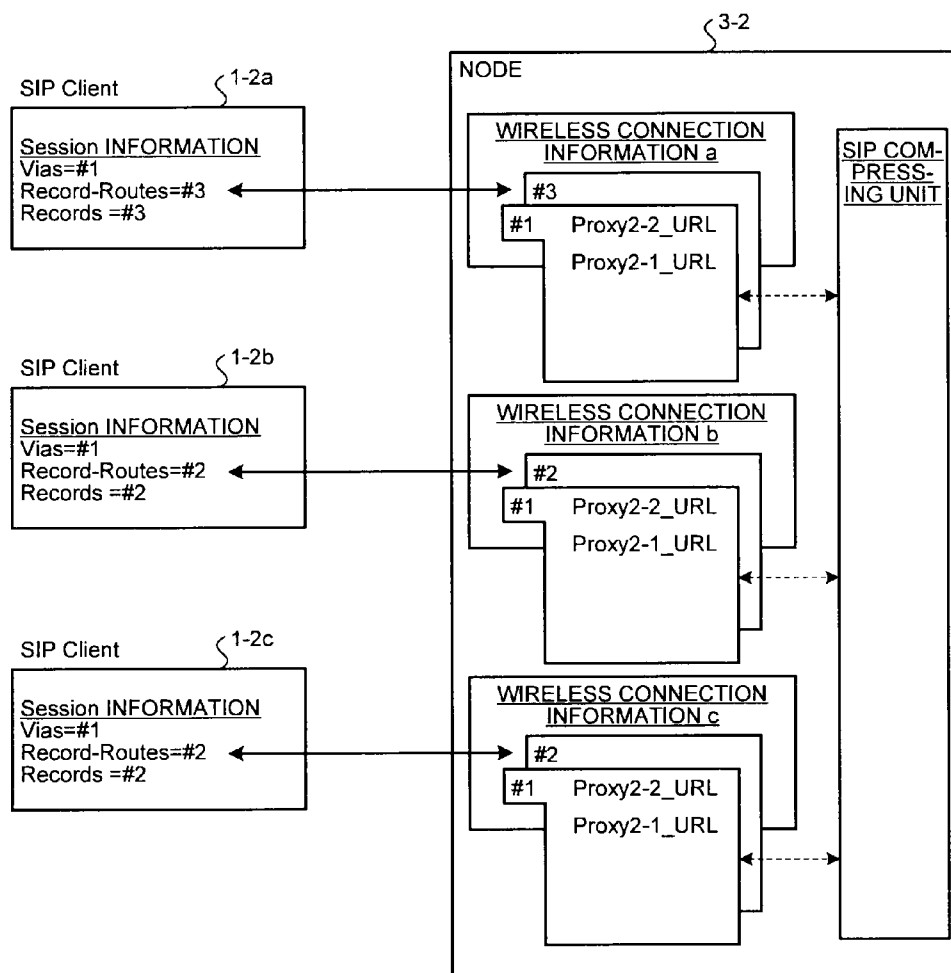 3-2
NODE
SIP Client
1-2a
Session INFORMATION
Vias=#1
Record-Routes=#3
Records =#3
WIRELESS CONNECTION
INFORMATION a
#3
#1
Proxy2-2_URL
Proxy2-1_URL
SIP COM-
PRESS-
ING UNIT
SIP Client
1-2b
Session INFORMATION
Vias=#1
Record-Routes=#2
Records =#2
WIRELESS CONNECTION
INFORMATION b
#2
#1
Proxy2-2_URL
Proxy2-1_URL
SIP Client
1-2c
Session INFORMATION
Vias=#1
Record-Routes=#2
Records =#2
WIRELESS CONNECTION
INFORMATION c
#2
#1
Proxy2-2_URL
Proxy2-1_URL